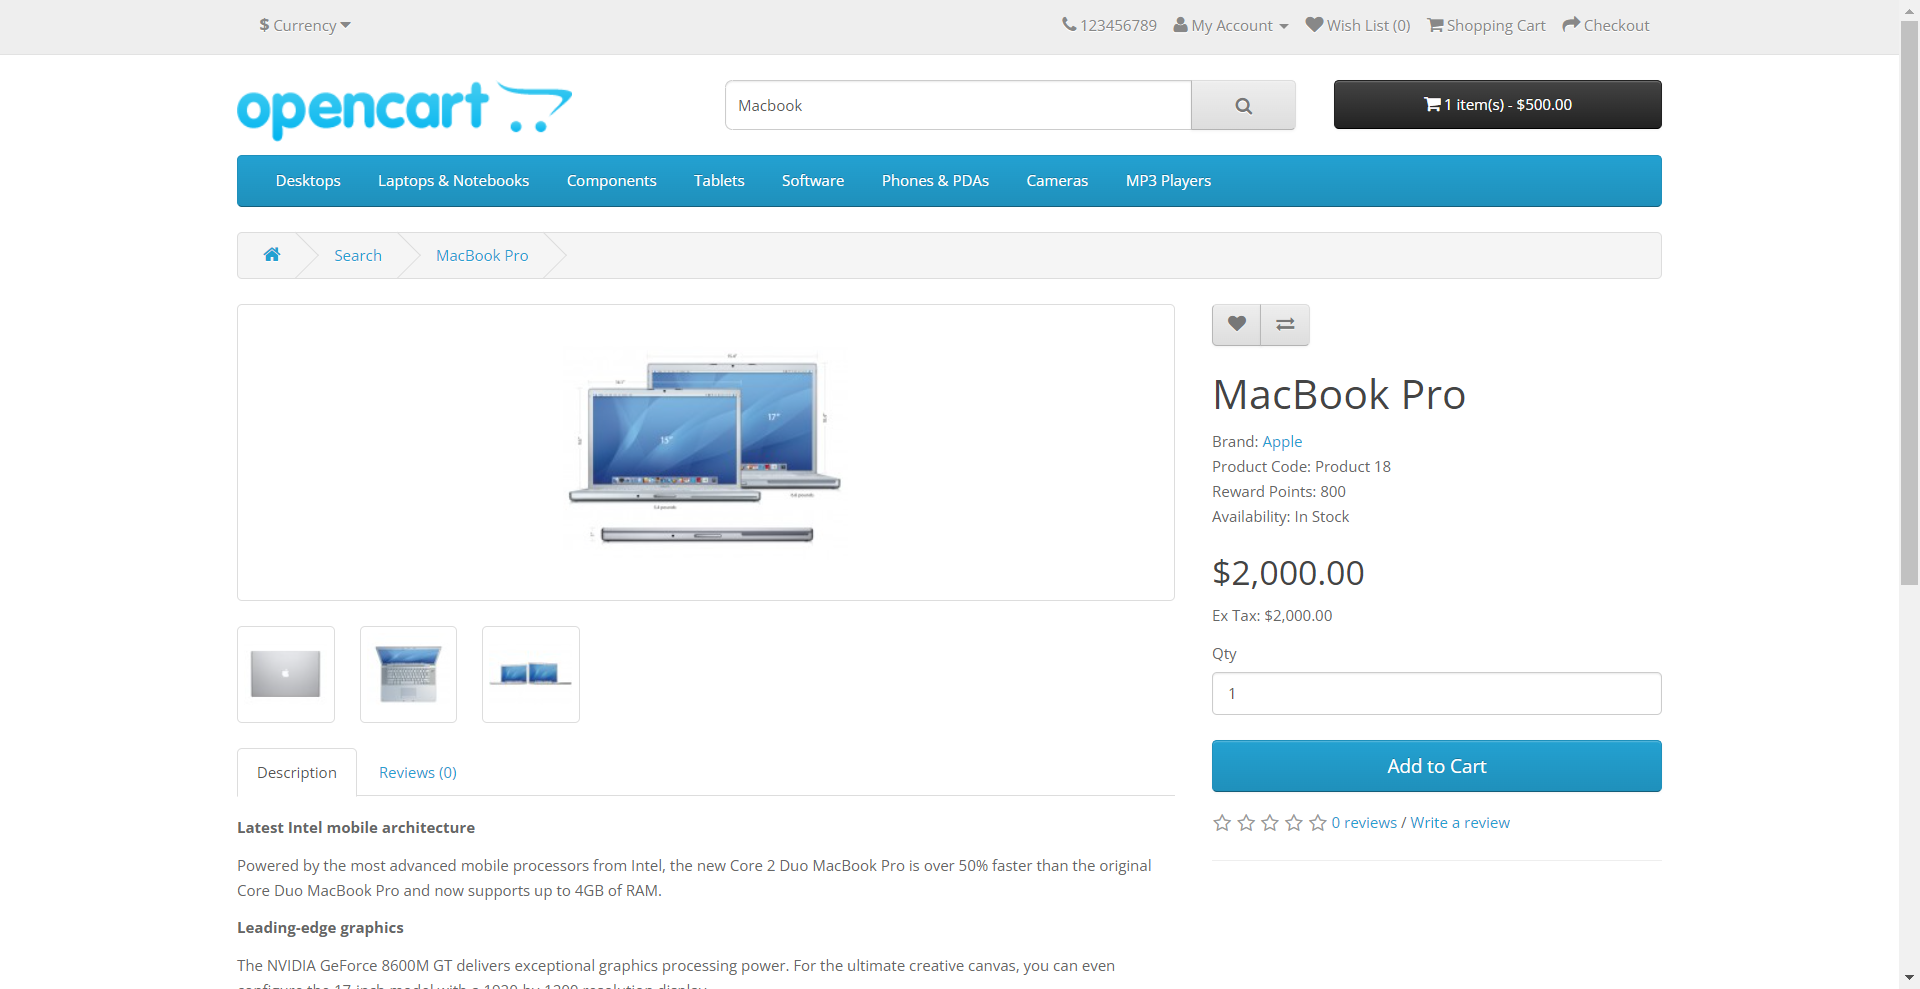 $ Currency
123456789 My Account Wish List (0) Shopping Cart Checkout
opencart
Macbook
1 item(s) - $500.00
Desktops Laptops & Notebooks Components Tablets Software Phones & PDAs Cameras MP3 Players
Search MacBook Pro
15"
17"
MacBook Pro
Brand: Apple
Product Code: Product 18
Reward Points: 800
Availability: In Stock
$2,000.00
Ex Tax: $2,000.00
Qty
1
Add to Cart
0 reviews / Write a review
Description Reviews (0)
Latest Intel mobile architecture
Powered by the most advanced mobile processors from Intel, the new Core 2 Duo MacBook Pro is over 50% faster than the original
Core Duo MacBook Pro and now supports up to 4GB of RAM.
Leading-edge graphics
The NVIDIA GeForce 8600M GT delivers exceptional graphics processing power. For the ultimate creative canvas, you can even